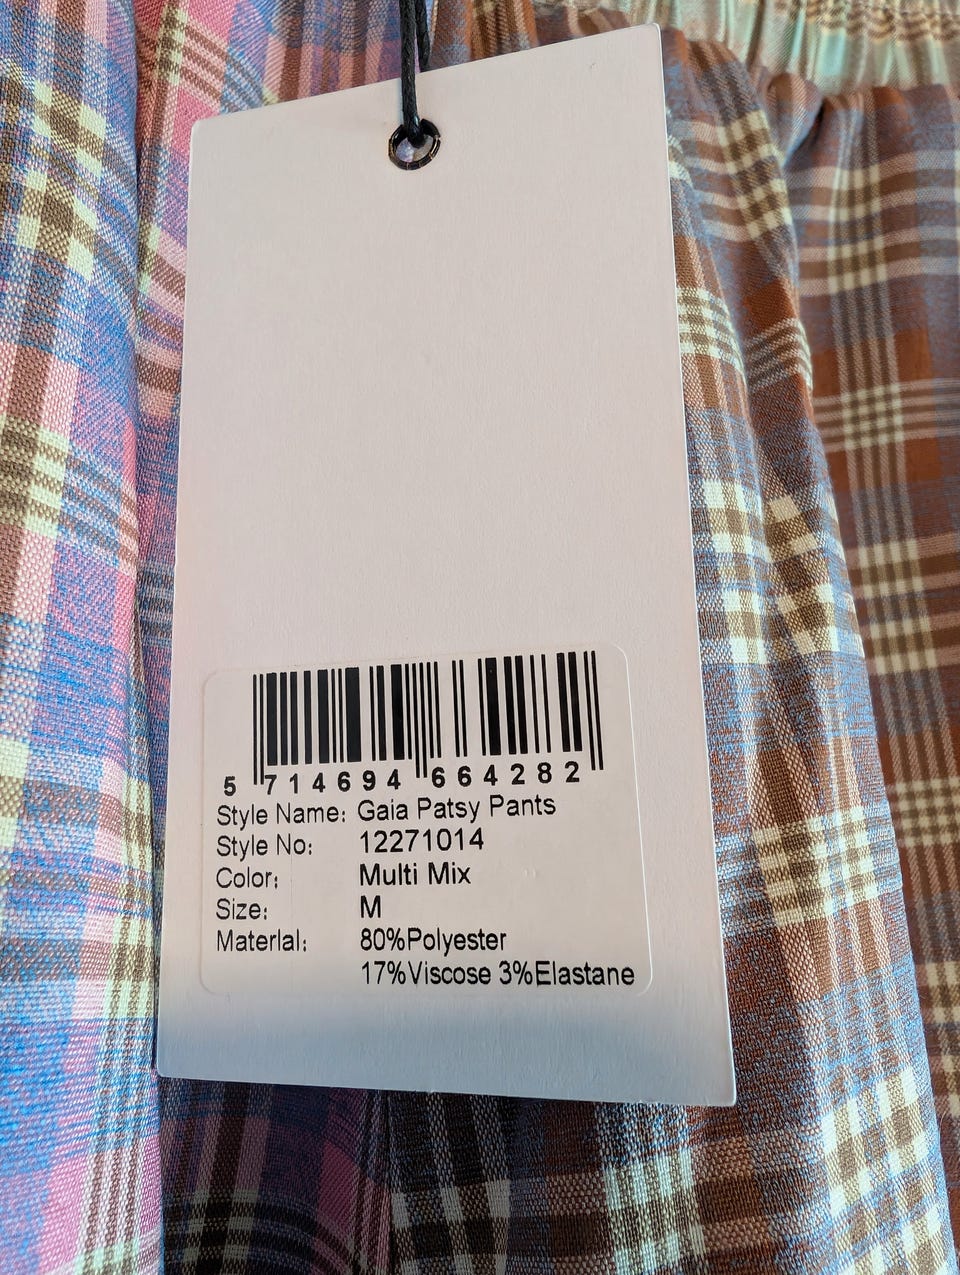 5 714694 664282
Style Name: Gaia Patsy Pants
Style No: 12271014
Color: Multi Mix
Size: M
Material: 80%Polyester
17%Viscose 3%Elastane